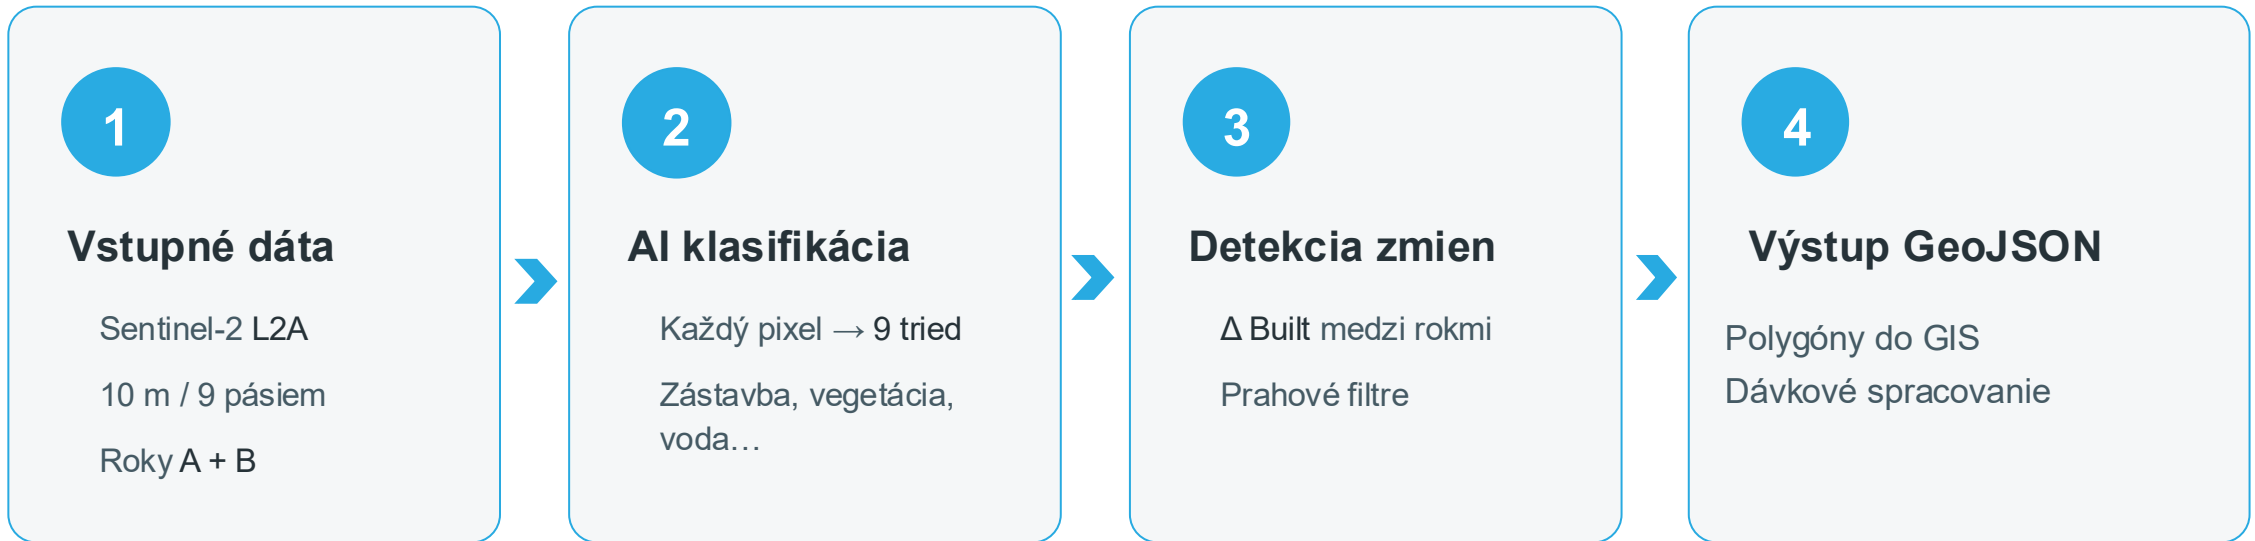 1
Vstupné dáta
Sentinel-2 L2A
10 m / 9 pásiem
Roky A + B
2
AI klasifikácia
Každý pixel → 9 tried
Zástavba, vegetácia,
voda…
3
Detekcia zmien
Δ Built medzi rokmi
Prahové filtre
4
Výstup GeoJSON
Polygóny do GIS
Dávkové spracovanie